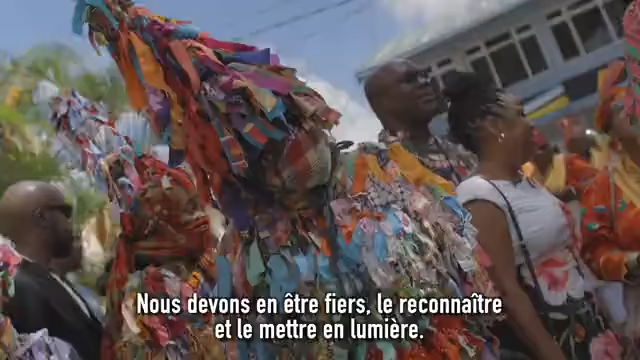 Nous devons en être fiers, le reconnaître
et le mettre en lumière.